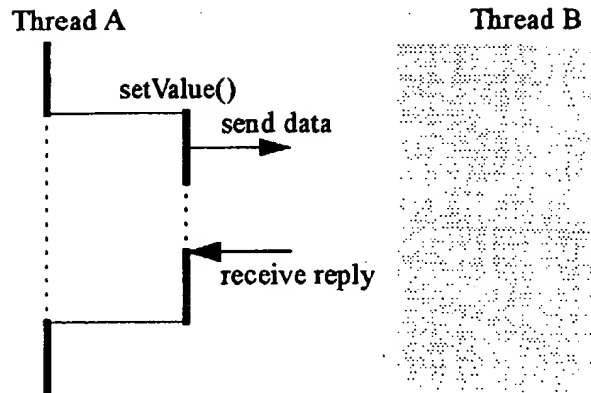 Thread A
Thread B
setValue()
send data
receive reply